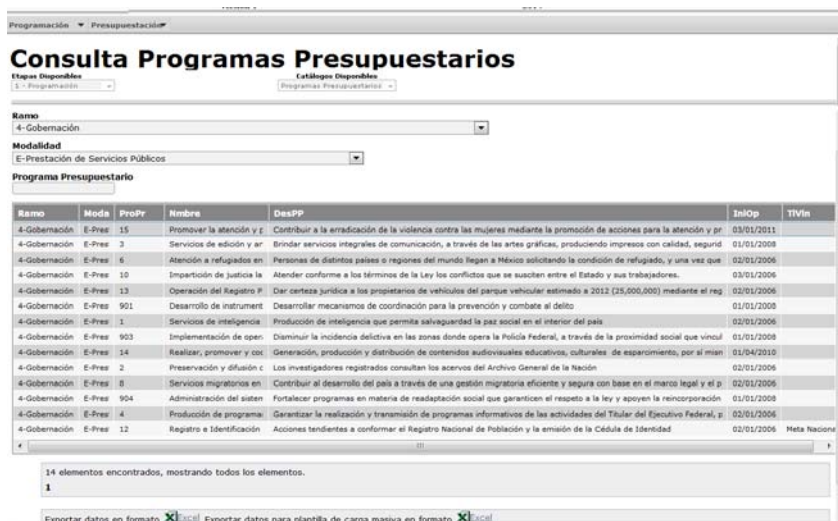 Programación Presupuestación
Consulta Programas Presupuestarios
Etapas Disponibles Catálogos Disponibles
1 - Programación Programas Presupuestarios
Ramo
4-Gobernación
Modalidad
E-Prestación de Servicios Públicos
Programa Presupuestario
Ramo Moda ProPr Nmbre DesPP IniOp TlVin
4-Gobernación E-Pres 15 Promover la atención y p Contribuir a la erradicación de la violencia contra las mujeres mediante la promoción de acciones para la atención y pr 03/01/2011
4-Gobernación E-Pres 3 Servicios de edición y ar Brindar servicios integrales de comunicación, a través de las artes gráficas, produciendo impresos con calidad, segurid 01/01/2008
4-Gobernación E-Pres 6 Atención a refugiados en Personas de distintos países o regiones del mundo llegan a México solicitando la condición de refugiado, y una vez que 02/01/2006
4-Gobernación E-Pres 10 Impartición de justicia la Atender conforme a los términos de la Ley los conflictos que se susciten entre el Estado y sus trabajadores. 03/01/2006
4-Gobernación E-Pres 13 Operación del Registro P Dar certeza jurídica a los propietarios de vehículos del parque vehicular estimado a 2012 (25,000,000) mediante el reg 02/01/2006
4-Gobernación E-Pres 901 Desarrollo de instrument Desarrollar mecanismos de coordinación para la prevención y combate al delito 01/01/2008
4-Gobernación E-Pres 1 Servicios de inteligencia Producción de inteligencia que permita salvaguardad la paz social en el interior del país 02/01/2006
4-Gobernación E-Pres 903 Implementación de oper Disminuir la incidencia delictiva en las zonas donde opera la Policía Federal, a través de la proximidad social que vincul 01/01/2008
4-Gobernación E-Pres 14 Realizar, promover y coo Generación, producción y distribución de contenidos audiovisuales educativos, culturales de esparcimiento, por sí mian 01/04/2010
4-Gobernación E-Pres 2 Preservación y difusión c Los investigadores registrados consultan los acervos del Archivo General de la Nación 02/01/2006
4-Gobernación E-Pres 8 Servicios migratorios en Contribuir al desarrollo del país a través de una gestión migratoria eficiente y segura con base en el marco legal y el p 02/01/2006
4-Gobernación E-Pres 904 Administración del sisten Fortalecer programas en materia de readaptación social que garanticen el respeto a la ley y apoyen la reincorporación 01/01/2008
4-Gobernación E-Pres 4 Producción de programa Garantizar la realización y transmisión de programas informativos de las actividades del Titular del Ejecutivo Federal, p 02/01/2006
4-Gobernación E-Pres 12 Registro e Identificación Acciones tendientes a conformar el Registro Nacional de Población y la emisión de la Cédula de Identidad 02/01/2006 Meta Naciona
14 elementos encontrados, mostrando todos los elementos.
1
Exportar datos en formato Excel Exportar datos para plantilla de carga masiva en formato Excel